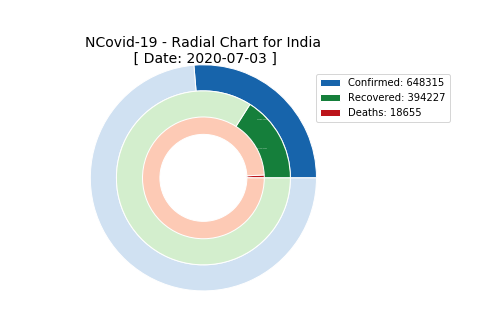 NCovid-19 - Radial Chart for India
[ Date: 2020-07-03 ]
Confirmed: 648315
Recovered: 394227
Deaths: 18655